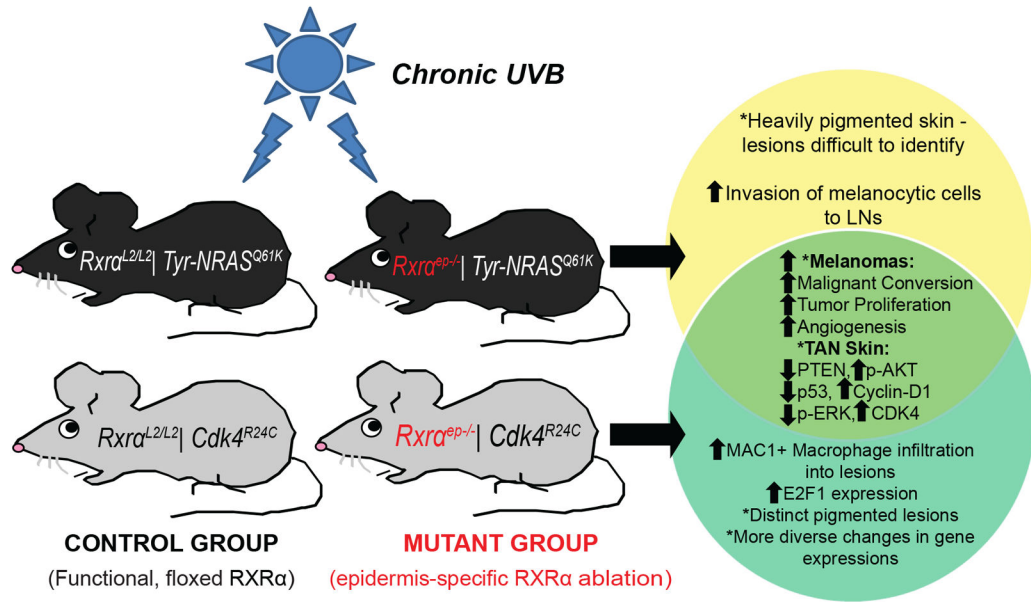 Chronic UVB
Rxrα^L2/L2| Tyr-NRAS^Q61K
Rxrα^ep-/-| Tyr-NRAS^Q61K
Rxrα^L2/L2| Cdk4^R24C
Rxrα^ep-/-| Cdk4^R24C
CONTROL GROUP
(Functional, floxed RXRα)
MUTANT GROUP
(epidermis-specific RXRα ablation)
*Heavily pigmented skin -
lesions difficult to identify
Invasion of melanocytic cells
to LNs
*Melanomas:
Malignant Conversion
Tumor Proliferation
Angiogenesis
*TAN Skin:
PTEN, p-AKT
p53, Cyclin-D1
p-ERK, CDK4
MAC1+ Macrophage infiltration
into lesions
E2F1 expression
*Distinct pigmented lesions
*More diverse changes in gene
expressions